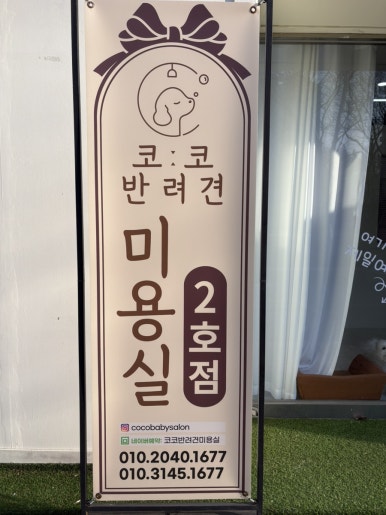 코:코
반려견
미용실
2호점
cocobabysalon
네이버예약 코코반려견미용실
010.2040.1677
010.3145.1677